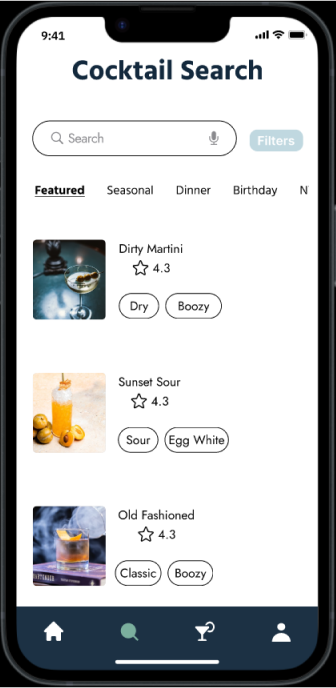 9:41
Cocktail Search
Search
Filters
Featured Seasonal Dinner Birthday N
Dirty Martini
4.3
Dry Boozy
Sunset Sour
4.3
Sour Egg White
Old Fashioned
4.3
Classic Boozy